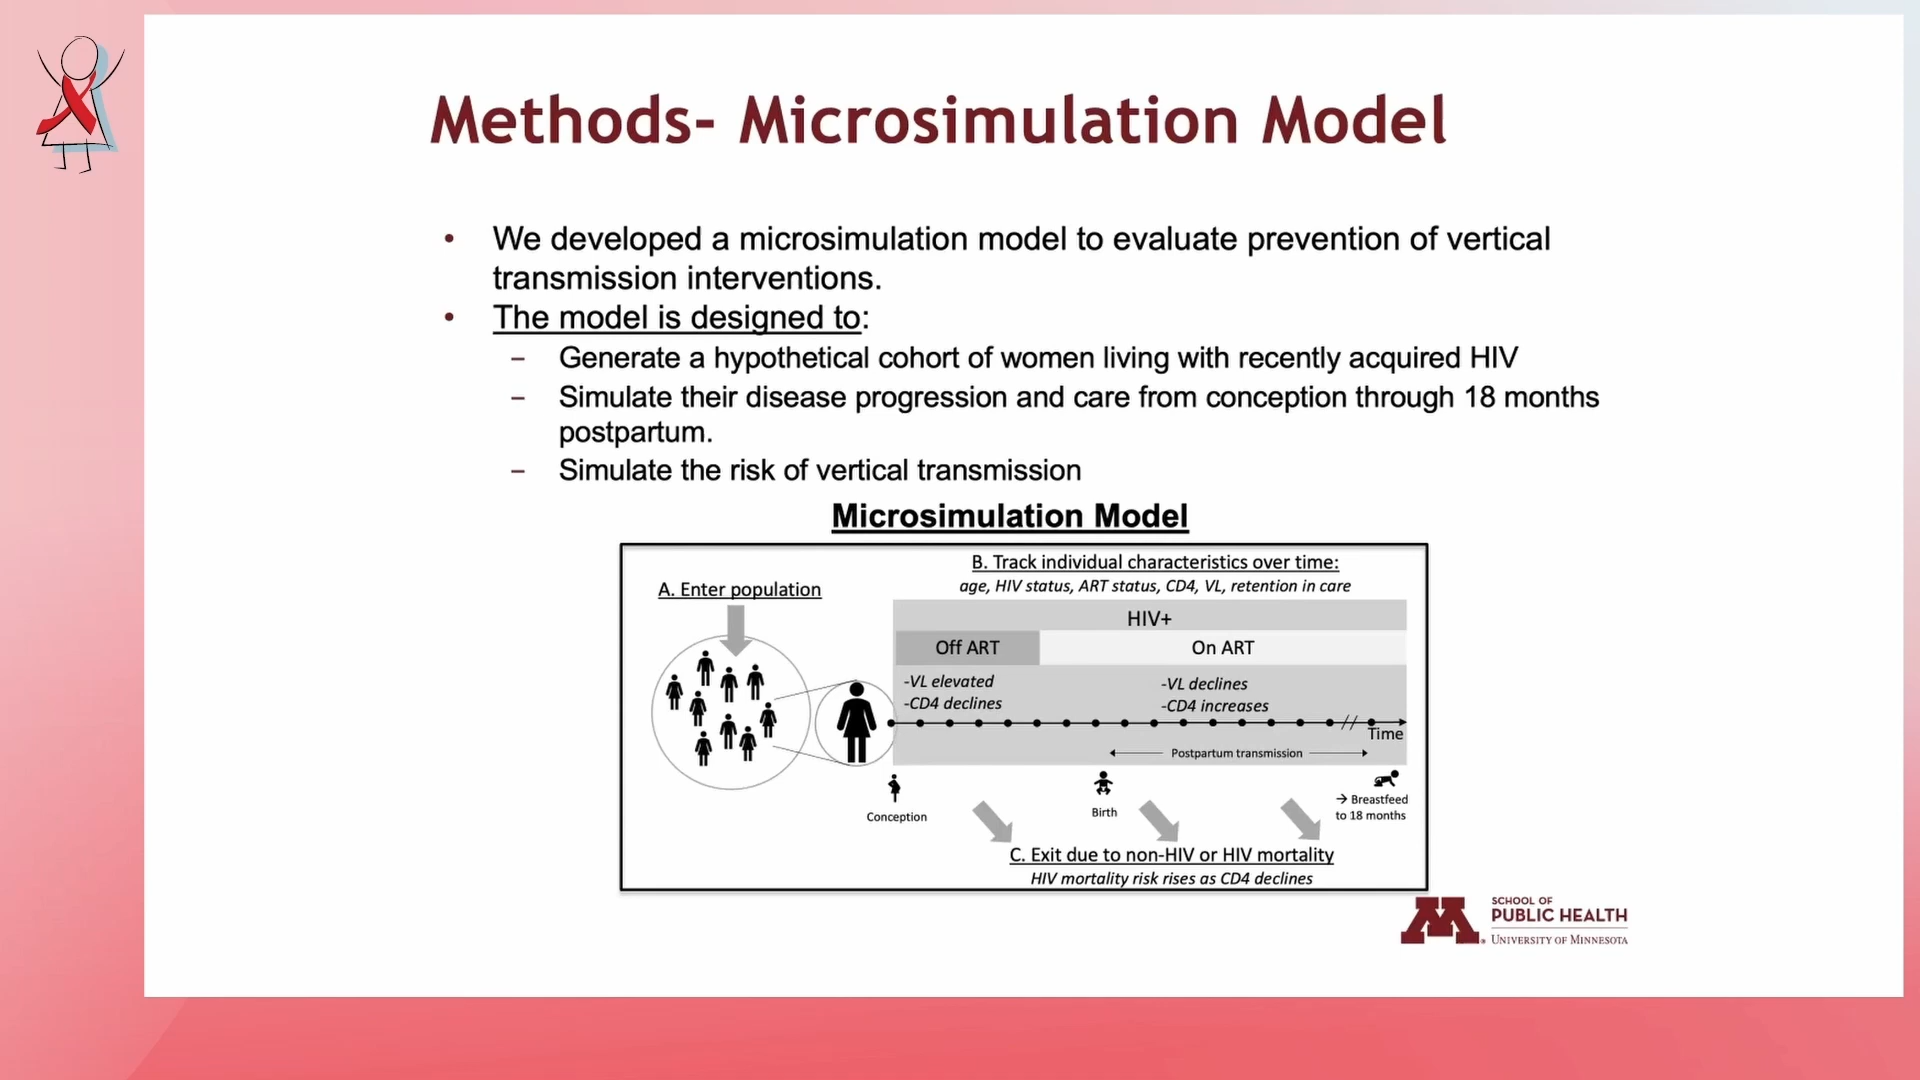 Methods- Microsimulation Model
• We developed a microsimulation model to evaluate prevention of vertical
transmission interventions.
• The model is designed to:
– Generate a hypothetical cohort of women living with recently acquired HIV
– Simulate their disease progression and care from conception through 18 months
postpartum.
– Simulate the risk of vertical transmission
Microsimulation Model
A. Enter population
B. Track individual characteristics over time:
age, HIV status, ART status, CD4, VL, retention in care
HIV+
Off ART
On ART
-VL elevated
-CD4 declines
-VL declines
-CD4 increases
Time
Postpartum transmission
Conception
Birth
→ Breastfeed
to 18 months
C. Exit due to non-HIV or HIV mortality
HIV mortality risk rises as CD4 declines
M
SCHOOL OF
PUBLIC HEALTH
UNIVERSITY OF MINNESOTA